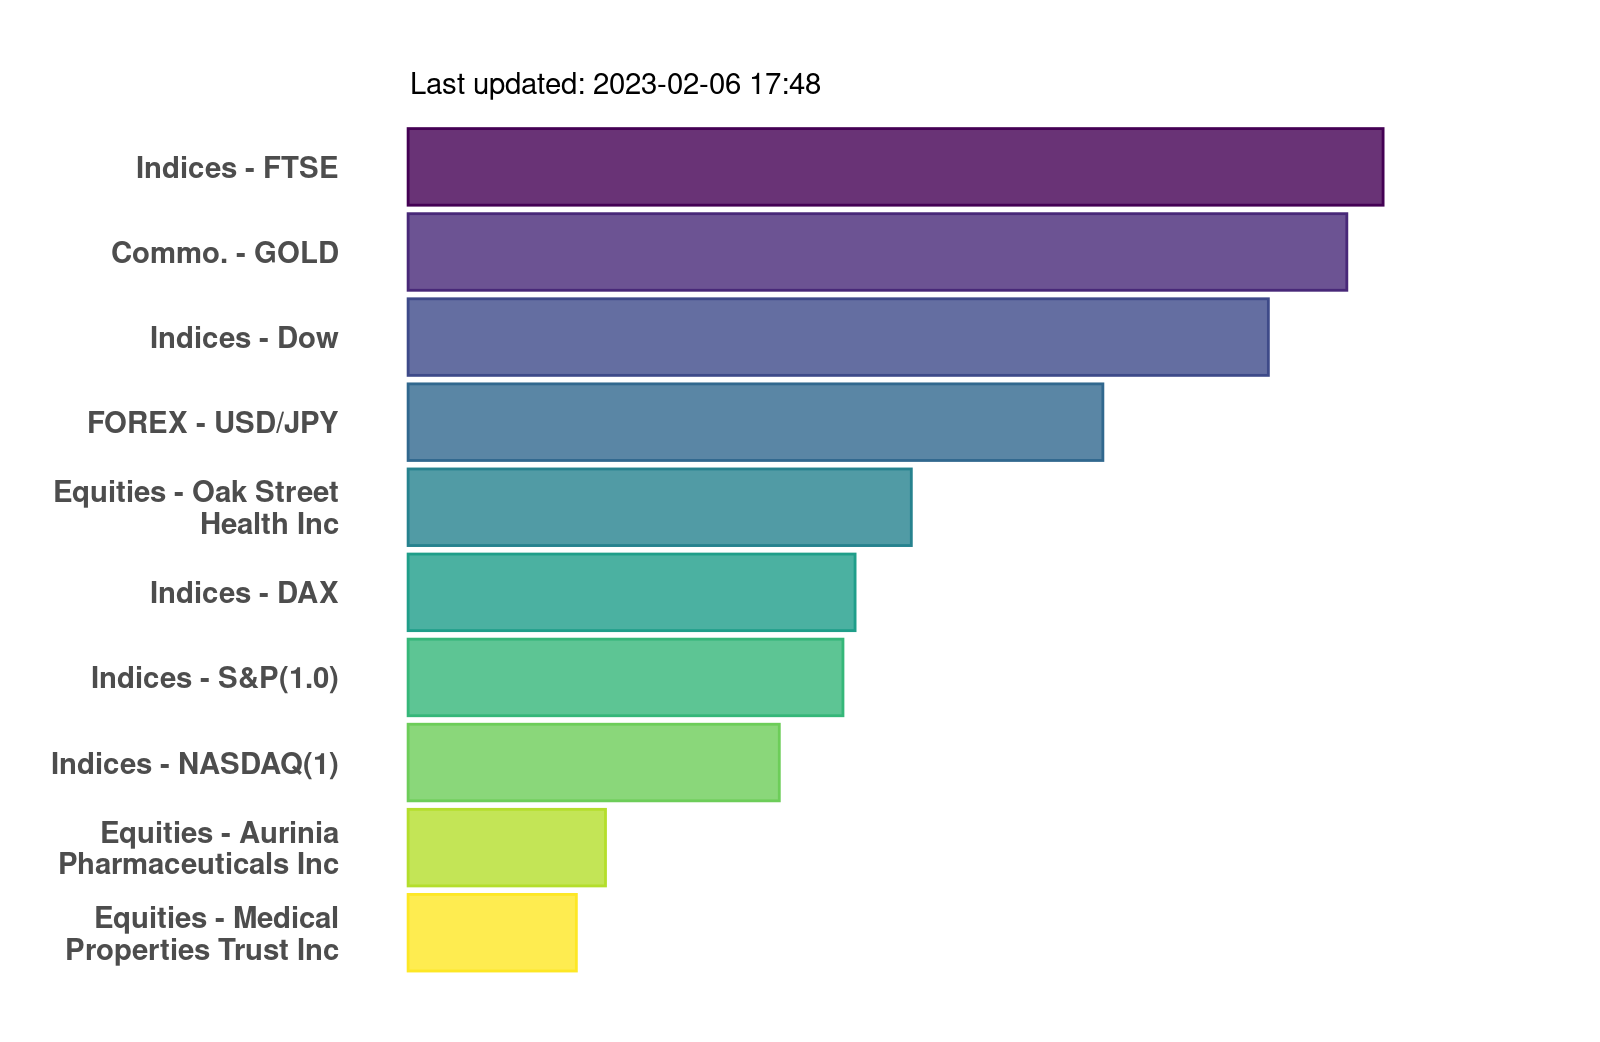 Last updated: 2023-02-06 17:48
Indices - FTSE
Commo. - GOLD
Indices - Dow
FOREX - USD/JPY
Equities - Oak Street
Health Inc
Indices - DAX
Indices - S&P(1.0)
Indices - NASDAQ(1)
Equities - Aurinia
Pharmaceuticals Inc
Equities - Medical
Properties Trust Inc